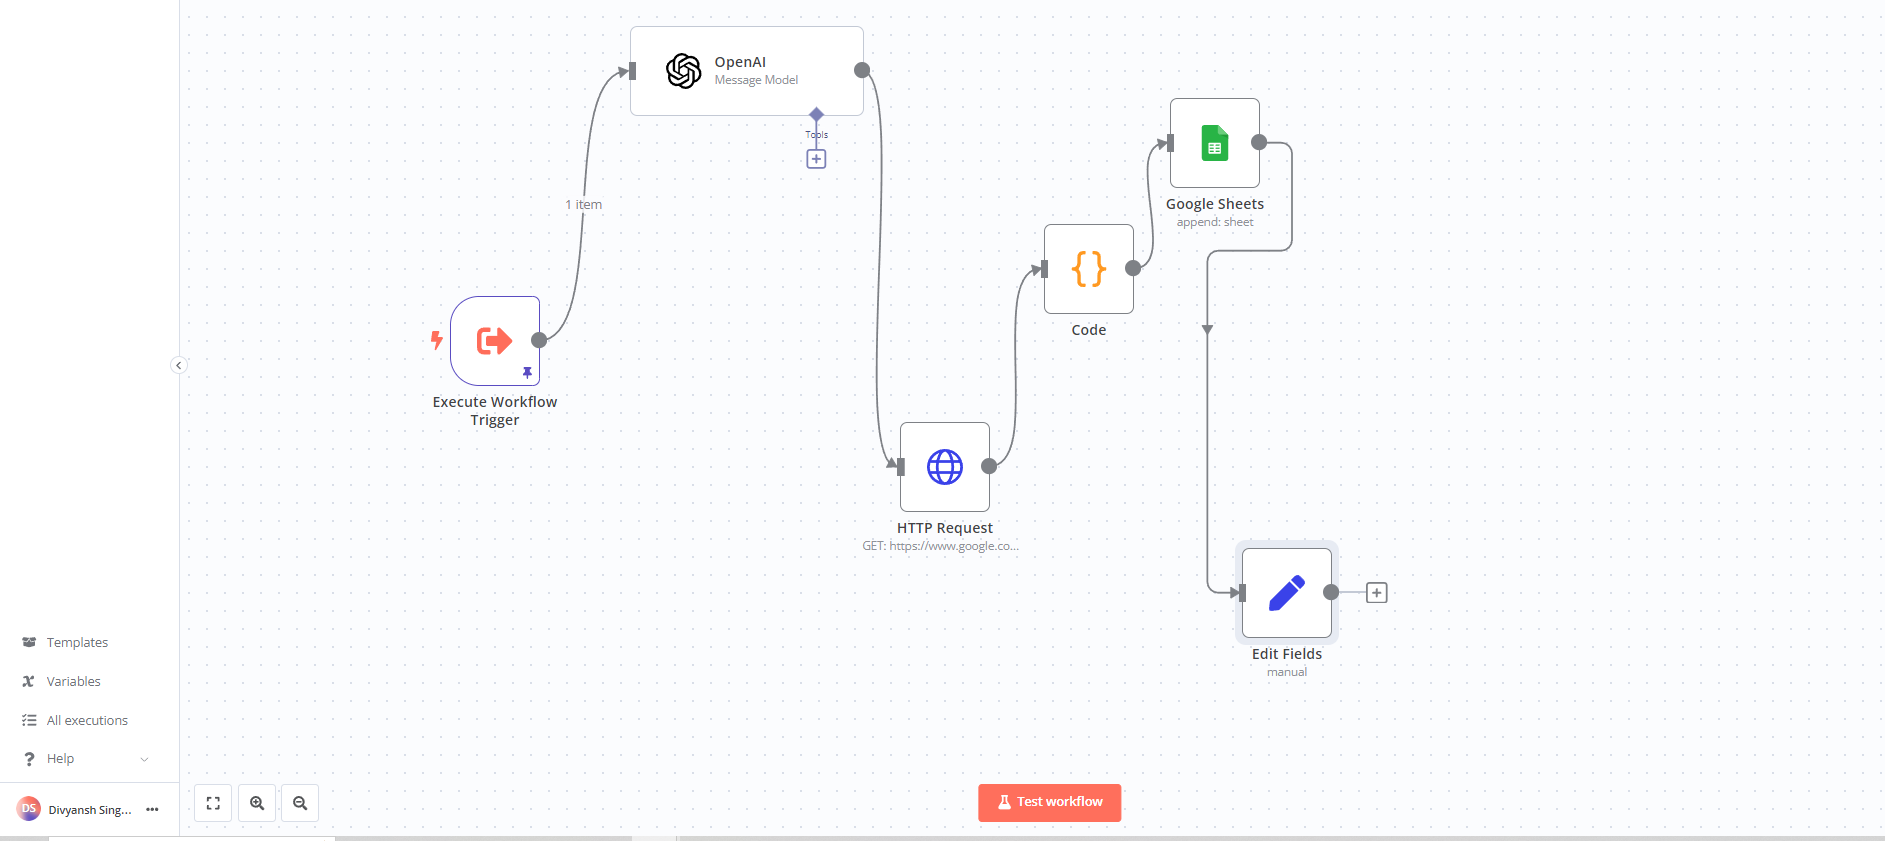 OpenAI
Message Model
Tools
1 item
Google Sheets
append: sheet
Code
Execute Workflow
Trigger
HTTP Request
GET: https://www.google.co...
Edit Fields
manual
Templates
Variables
All executions
Help
DS
Divyansh Sing...
Test workflow